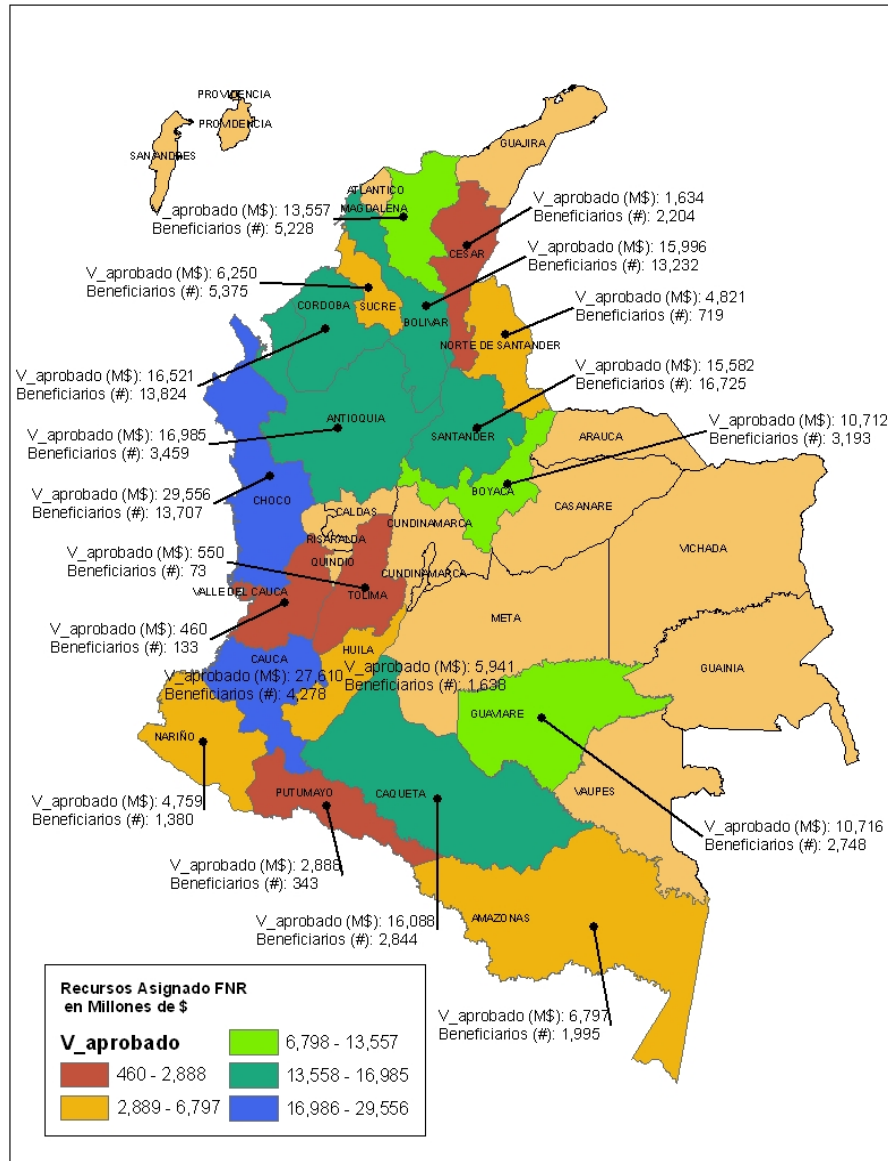 PROVIDENCIA
PROVIDENCIA
SAN ANDRES
GUAJIRA
ATLANTICO
MAGDALENA
V_aprobado (M$): 13,557
Beneficiarios (#): 5,228
V_aprobado (M$): 1,634
Beneficiarios (#): 2,204
CESAR
V_aprobado (M$): 15,996
Beneficiarios (#): 13,232
V_aprobado (M$): 6,250
Beneficiarios (#): 5,375
CORDOBA
SUCRE
BOLIVAR
V_aprobado (M$): 4,821
Beneficiarios (#): 719
NORTE DE SANTANDER
V_aprobado (M$): 16,521
Beneficiarios (#): 13,824
V_aprobado (M$): 15,582
Beneficiarios (#): 16,725
ANTIOQUIA
SANTANDER
ARAUCA
V_aprobado (M$): 10,712
Beneficiarios (#): 3,193
V_aprobado (M$): 16,985
Beneficiarios (#): 3,459
BOYACA
CHOCO
V_aprobado (M$): 29,556
Beneficiarios (#): 13,707
CALDAS
CUNDINAMARCA
CASANARE
RISARALDA
VICHADA
V_aprobado (M$): 550
Beneficiarios (#): 73
QUINDIO
CUNDINAMARCA
VALLE DEL CAUCA
TOLIMA
META
V_aprobado (M$): 460
Beneficiarios (#): 133
HUILA
CAUCA
V_aprobado (M$): 27,610
Beneficiarios (#): 4,278
V_aprobado (M$): 5,941
Beneficiarios (#): 1,638
GUAINIA
GUAVIARE
NARIÑO
V_aprobado (M$): 4,759
Beneficiarios (#): 1,380
PUTUMAYO
CAQUETA
VAUPES
V_aprobado (M$): 10,716
Beneficiarios (#): 2,748
V_aprobado (M$): 2,888
Beneficiarios (#): 343
V_aprobado (M$): 16,088
Beneficiarios (#): 2,844
AMAZONAS
V_aprobado (M$): 6,797
Beneficiarios (#): 1,995
Recursos Asignado FNR
en Millones de $
V_aprobado
460 - 2,888
2,889 - 6,797
6,798 - 13,557
13,558 - 16,985
16,986 - 29,556